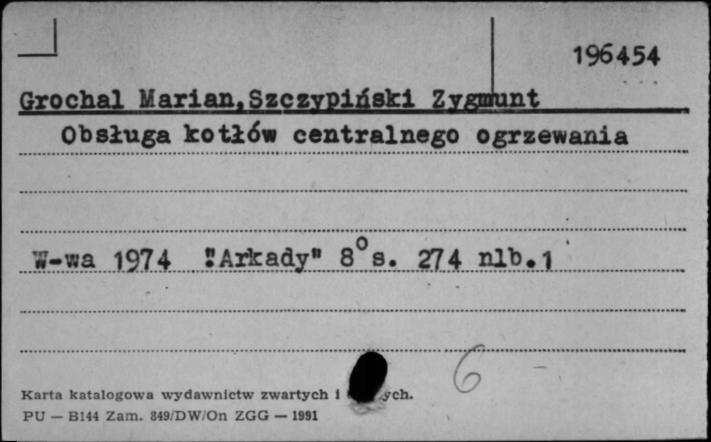 196454
Grochal Marian,Szczypiński Zygmunt
Obsługa kotłów centralnego ogrzewania
W-wa 1974 "Arkady" 8° s. 274 nlb.1
6
Karta katalogowa wydawnictw zwartych i
PU — B144 Zam. 849/DW/On ZGG — 1991